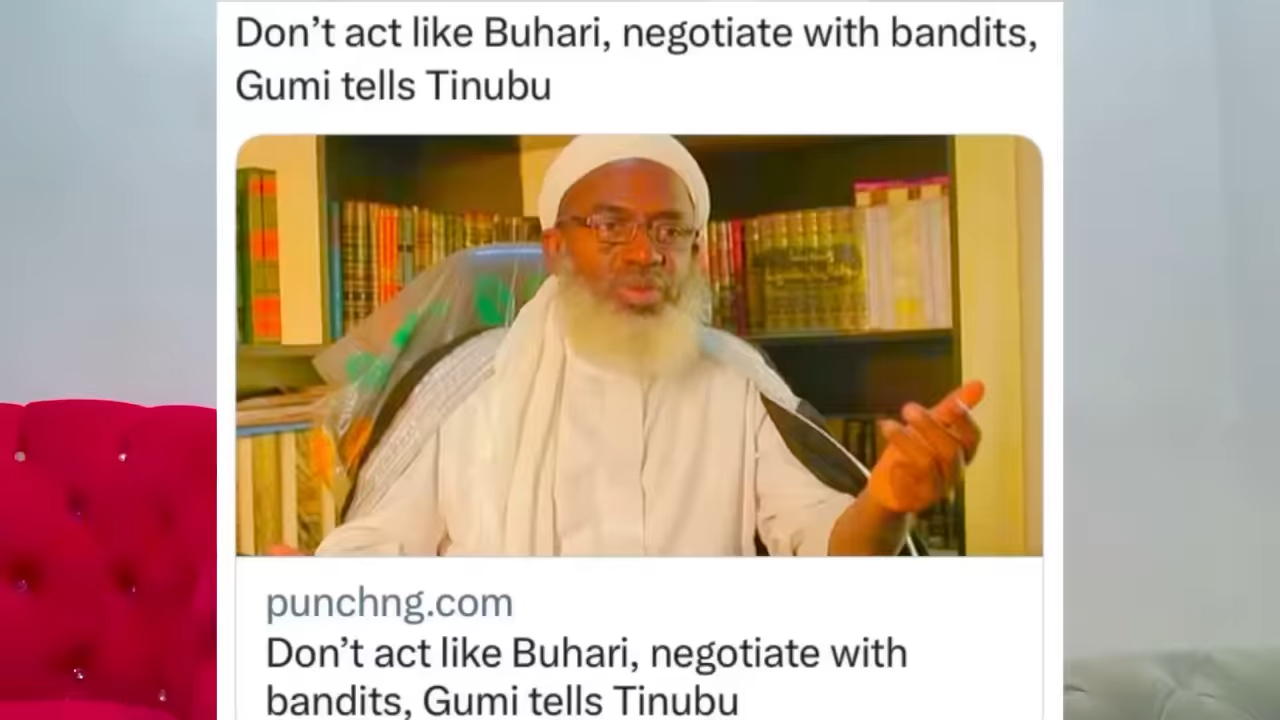 Don’t act like Buhari, negotiate with bandits,
Gumi tells Tinubu
punchng.com
Don’t act like Buhari, negotiate with
bandits, Gumi tells Tinubu